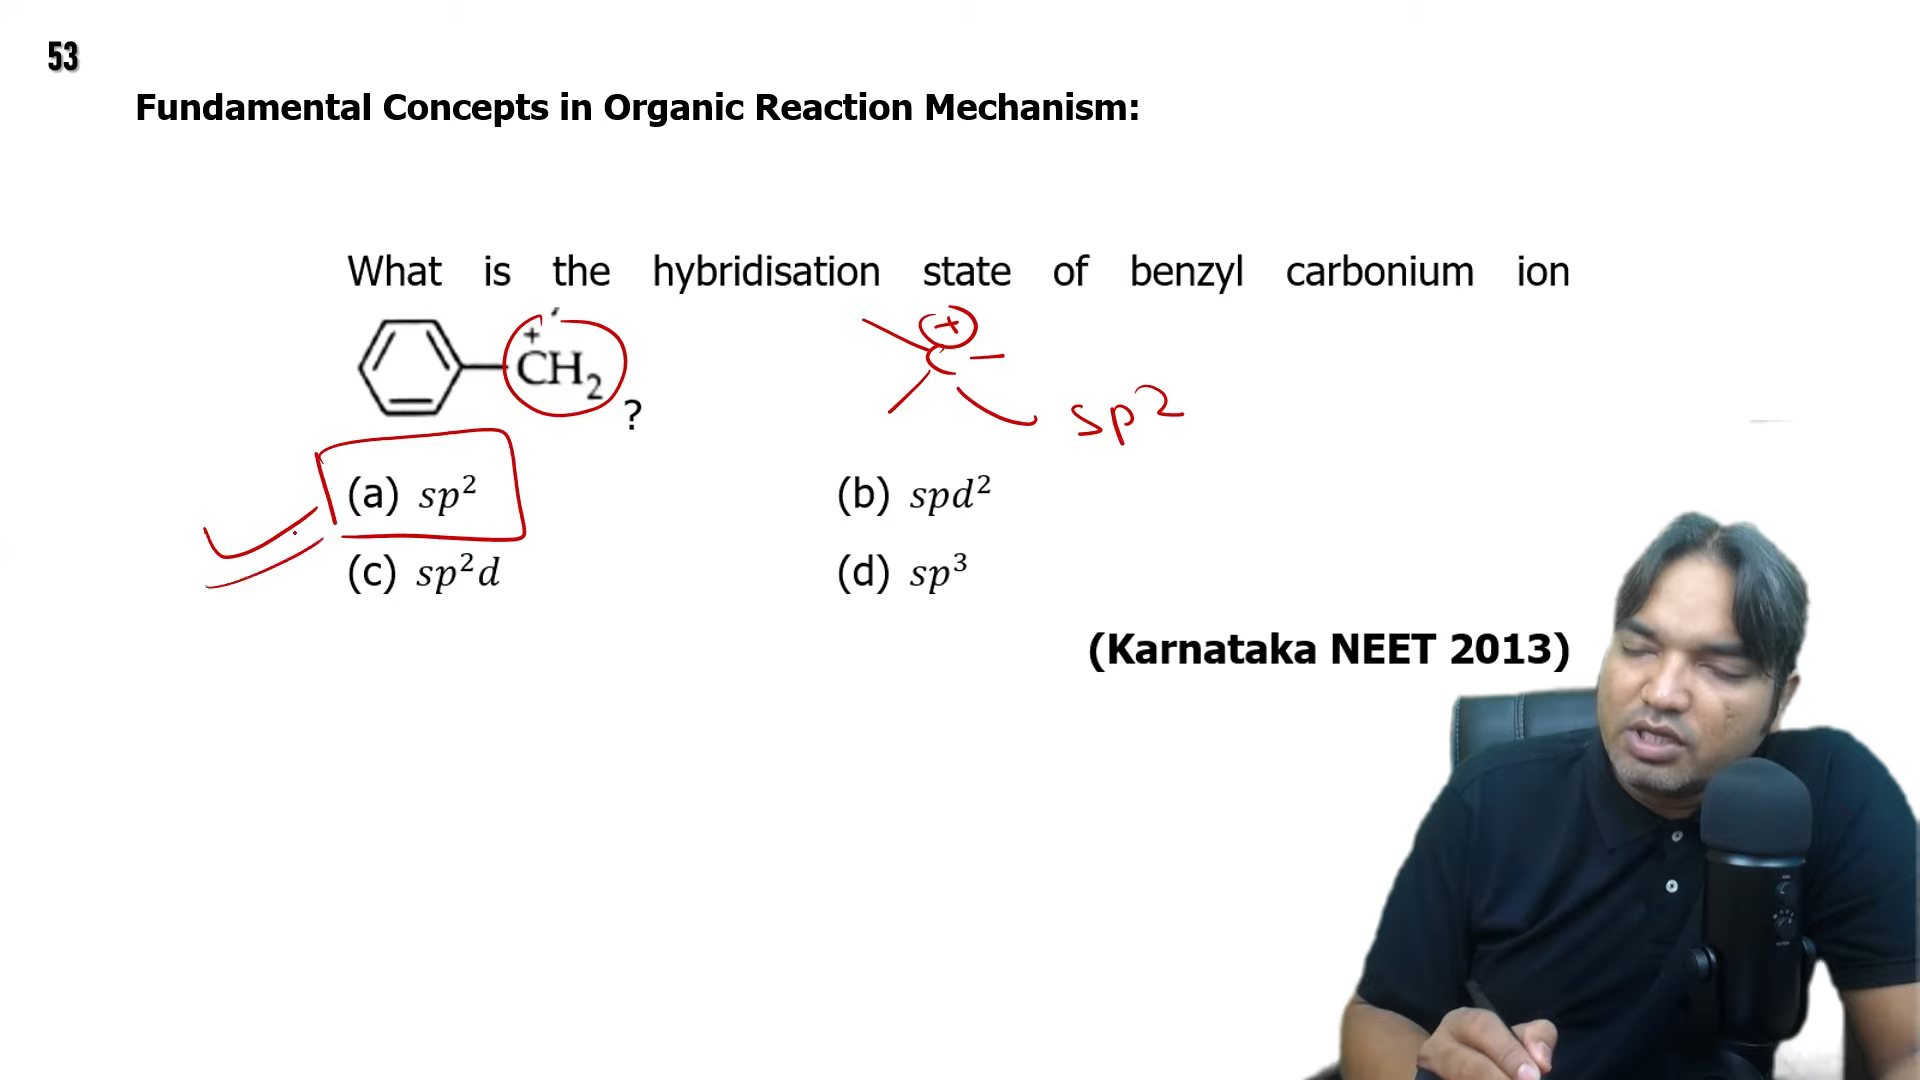 53
Fundamental Concepts in Organic Reaction Mechanism:
What is the hybridisation state of benzyl carbonium ion
+
CH₂
?
+
C
sp²
(a) sp²
(b) spd²
(c) sp²d
(d) sp³
(Karnataka NEET 2013)